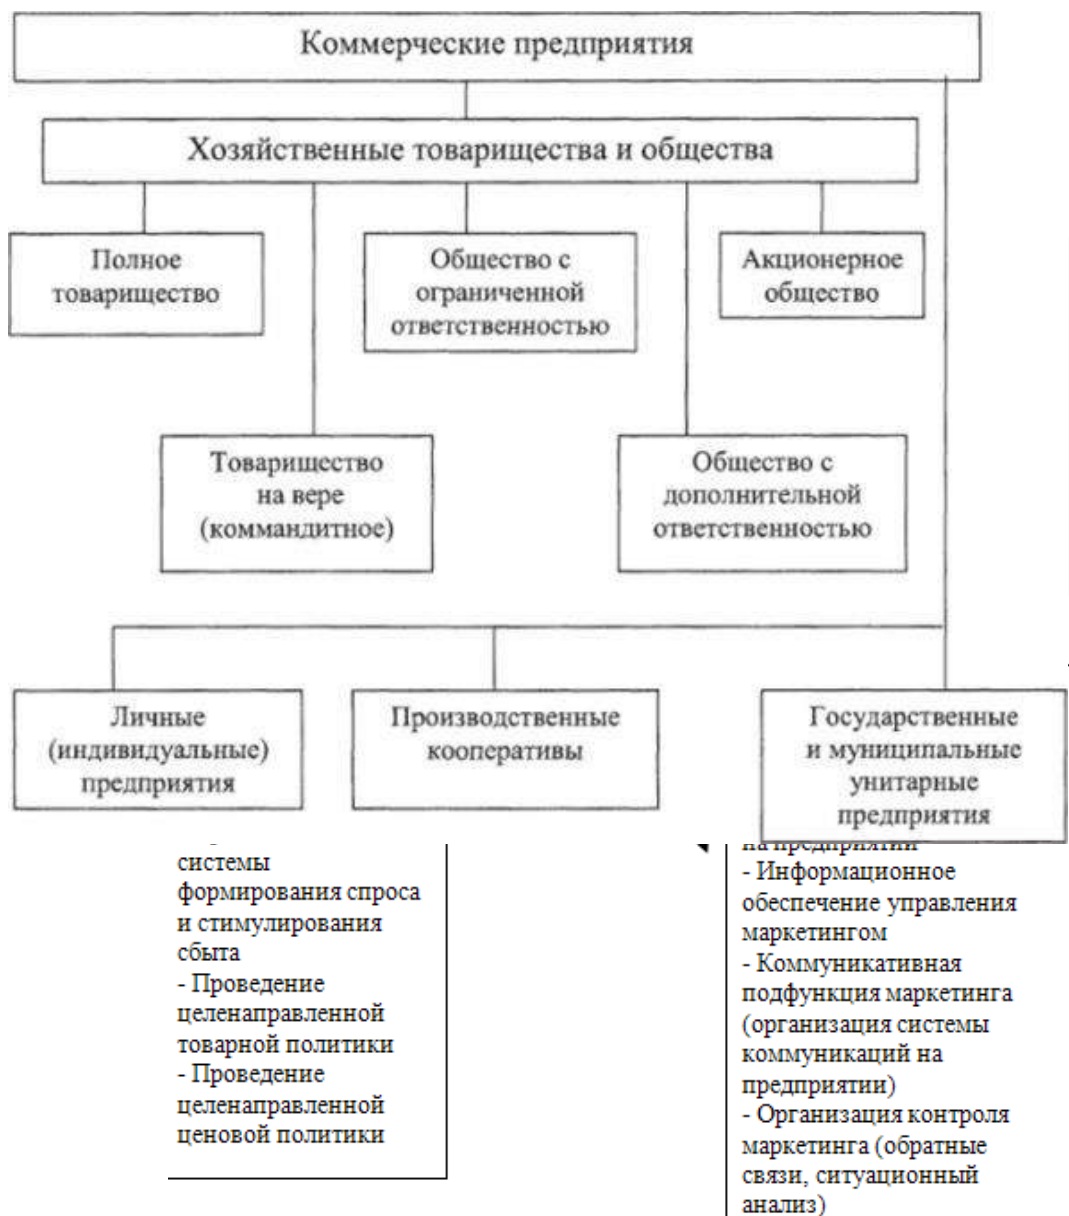 Коммерческие предприятия
Хозяйственные товарищества и общества
Полное
товарищество
Общество с
ограниченной
ответственностью
Акционерное
общество
Товарищество
на вере
(коммандитное)
Общество с
дополнительной
ответственностью
Личные
(индивидуальные)
предприятия
Производственные
кооперативы
Государственные
и муниципальные
унитарные
предприятия
системы
формирования спроса
и стимулирования
сбыта
- Проведение
целенаправленной
товарной политики
- Проведение
целенаправленной
ценовой политики
на предприятии
- Информационное
обеспечение управления
маркетингом
- Коммуникативная
подфункция маркетинга
(организация системы
коммуникаций на
предприятии)
- Организация контроля
маркетинга (обратные
связи, ситуационный
анализ)